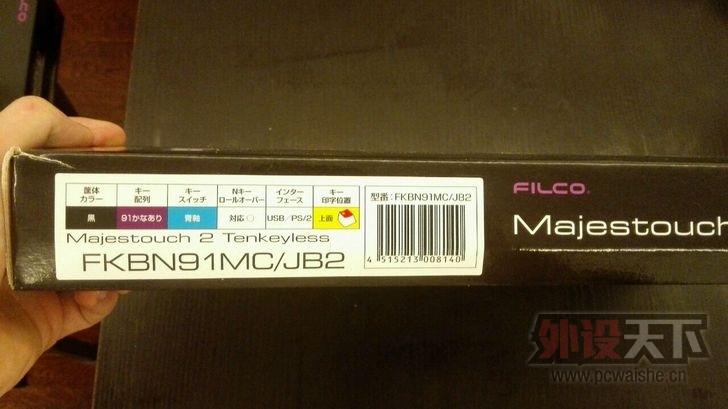 筐体
カラー
キー
配列
キー
スイッチ
Nキー
ロールオーバー
インター
フェース
キー
印字位置
黒
91かなあり
青軸
対応○
USB/PS/2
上面
Majestouch 2 Tenkeyless
FKBN91MC/JB2
型番:FKBN91MC/JB2
4 515213 008140
FILCO
Majestouch
外设天下
www.pcwaishe.cn